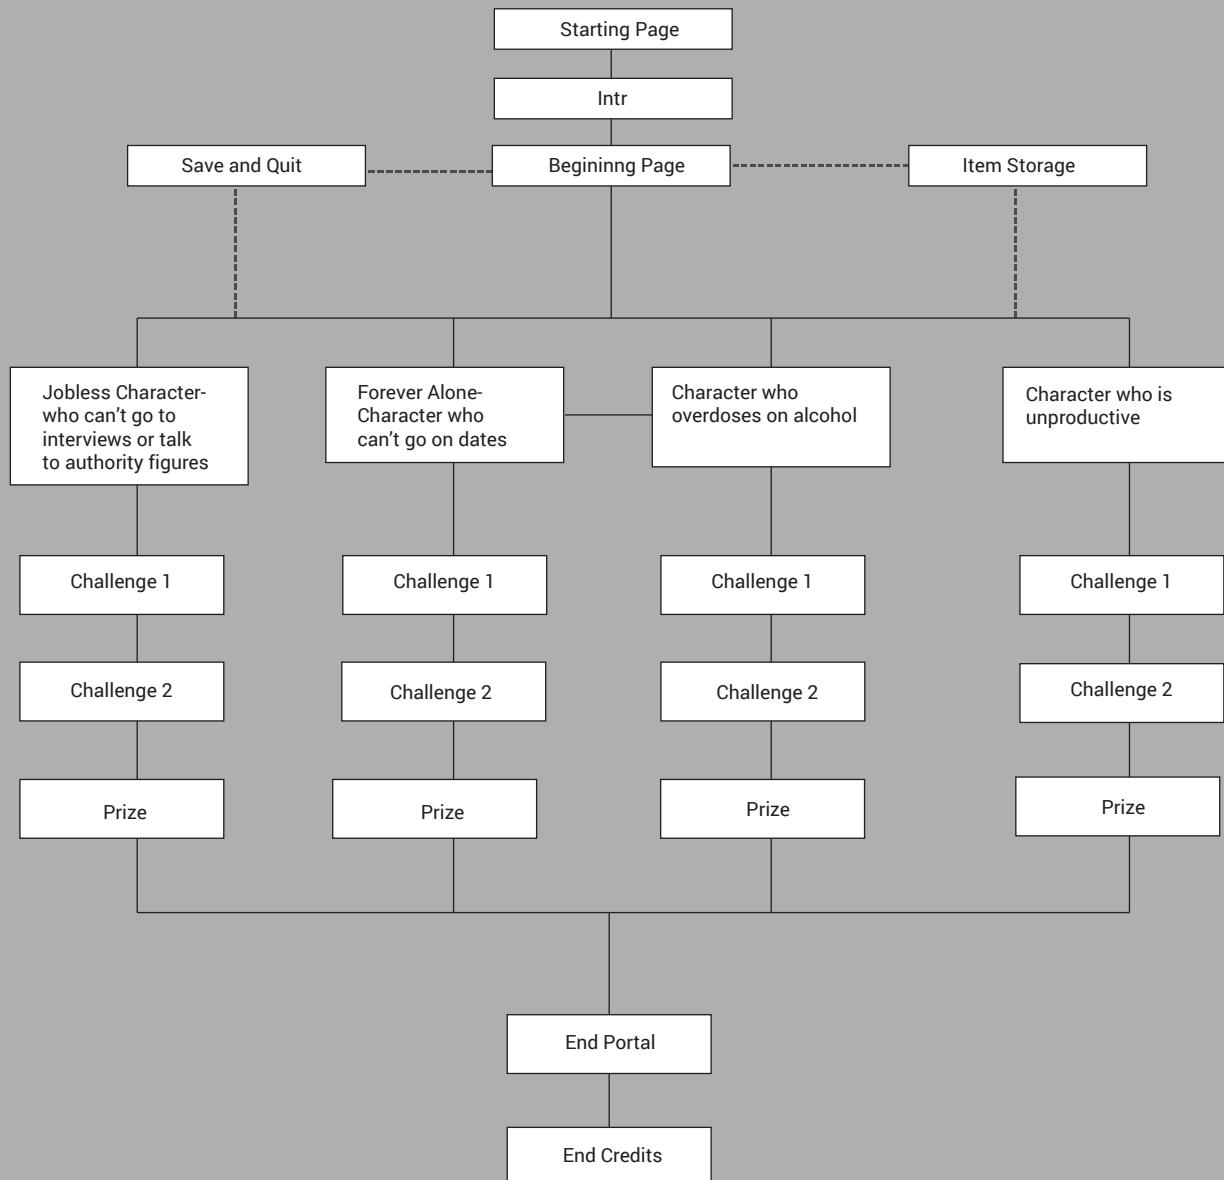 Starting Page
Intr
Save and Quit
Begininng Page
Item Storage
Jobless Character-
who can't go to
interviews or talk
to authority figures
Forever Alone-
Character who
can't go on dates
Character who
overdoses on alcohol
Character who is
unproductive
Challenge 1
Challenge 1
Challenge 1
Challenge 1
Challenge 2
Challenge 2
Challenge 2
Challenge 2
Prize
Prize
Prize
Prize
End Portal
End Credits